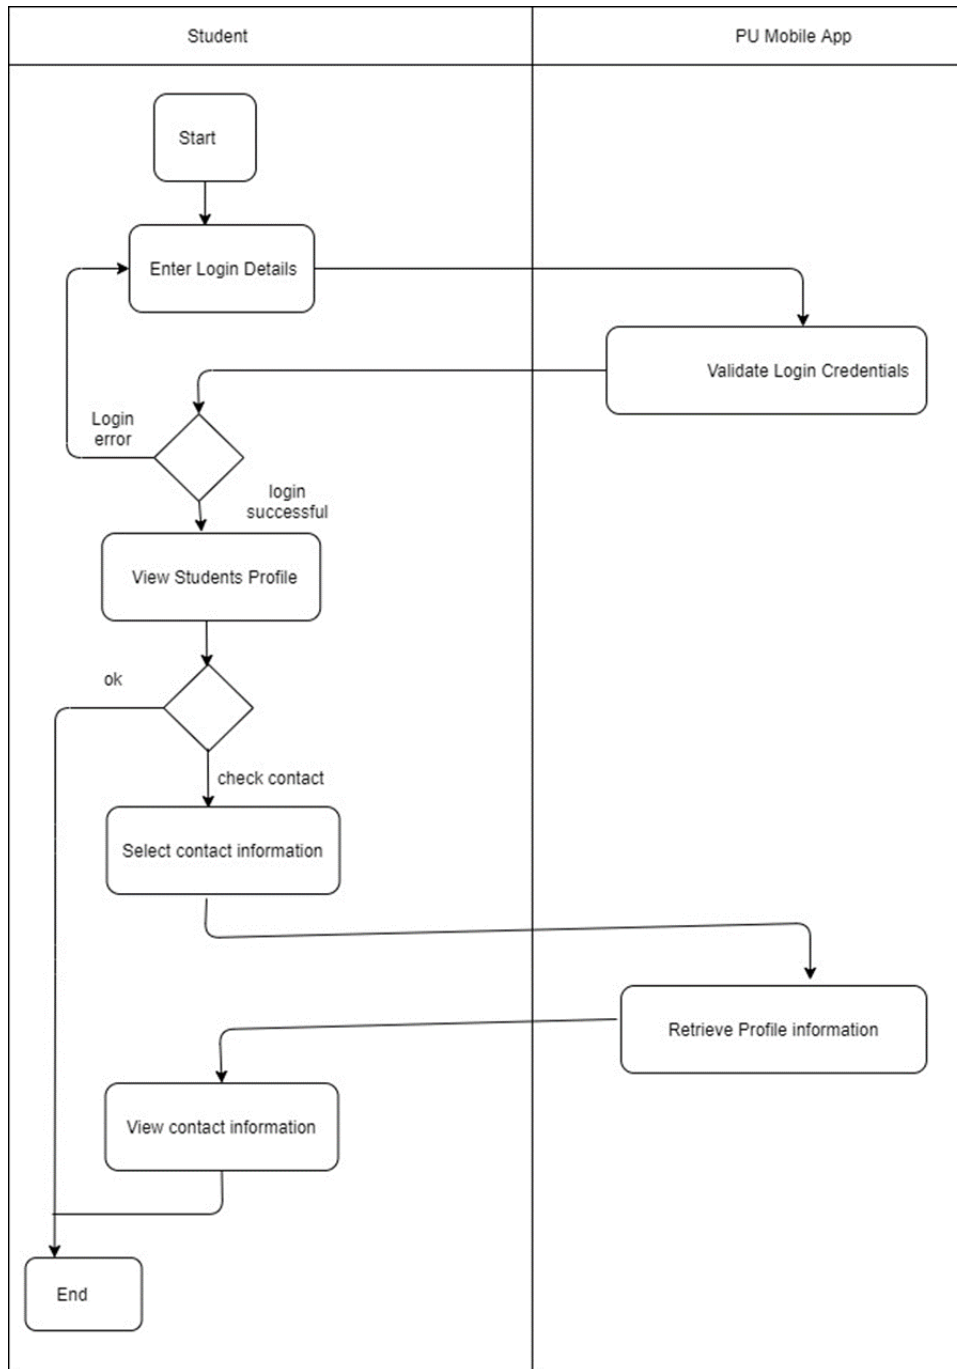 Student
PU Mobile App
Start
Enter Login Details
Validate Login Credentials
Login
error
login
successful
View Students Profile
ok
check contact
Select contact information
Retrieve Profile information
View contact information
End